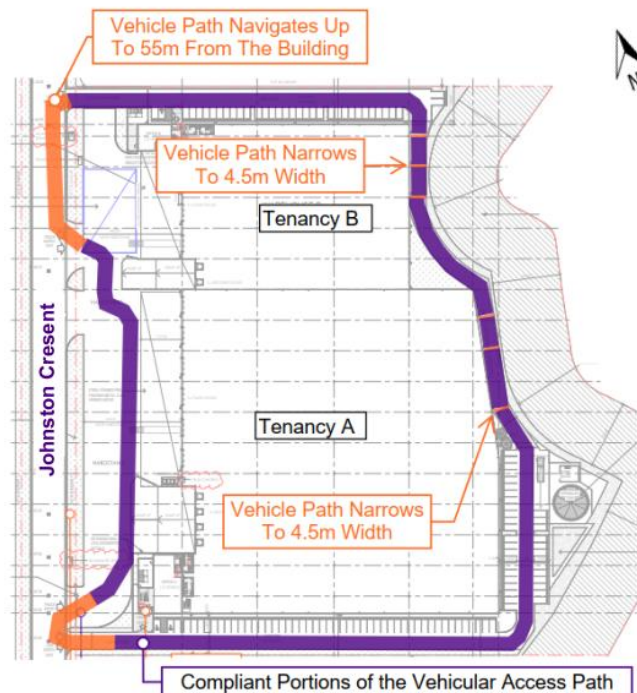 Vehicle Path Navigates Up
To 55m From The Building
N
Vehicle Path Narrows
To 4.5m Width
Tenancy B
Johnston Cresent
Tenancy A
Vehicle Path Narrows
To 4.5m Width
Compliant Portions of the Vehicular Access Path